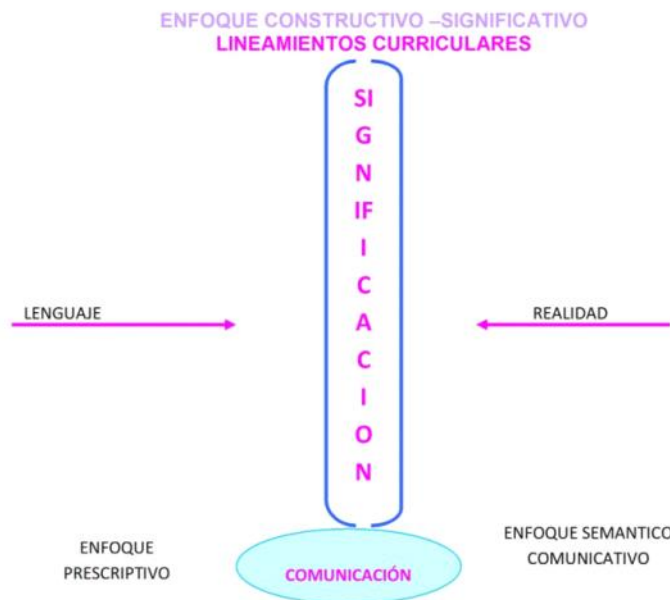 ENFOQUE CONSTRUCTIVO –SIGNIFICATIVO
LINEAMIENTOS CURRICULARES
SI
G
N
IF
I
C
A
C
I
O
N
LENGUAJE
REALIDAD
ENFOQUE
PRESCRIPTIVO
COMUNICACIÓN
ENFOQUE SEMANTICO
COMUNICATIVO